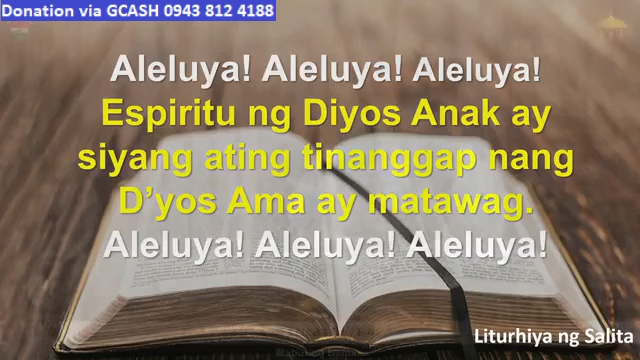 Donation via GCASH 0943 812 4188
Aleluya! Aleluya! Aleluya!
Espiritu ng Diyos Anak ay
siyang ating tinanggap nang
D'yos Ama ay matawag.
Aleluya! Aleluya! Aleluya!
Liturhiya ng Salita